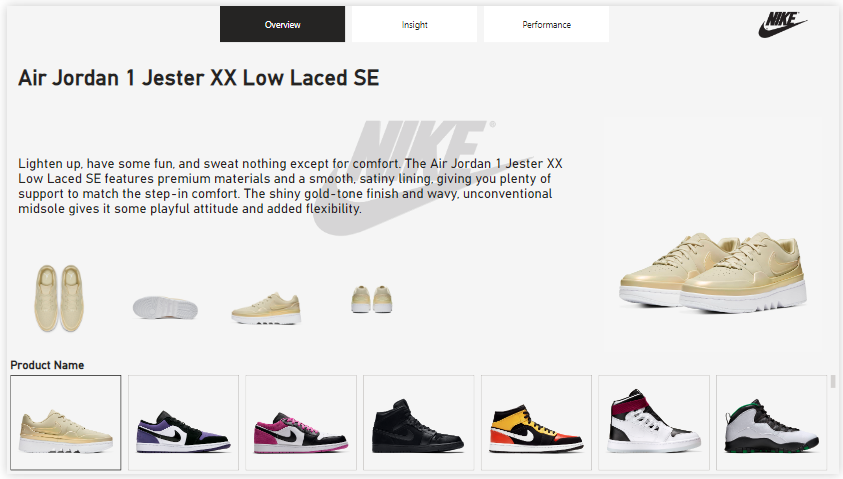 Overview
Insight
Performance
NIKE
Air Jordan 1 Jester XX Low Laced SE
NIKE®
Lighten up, have some fun, and sweat nothing except for comfort. The Air Jordan 1 Jester XX
Low Laced SE features premium materials and a smooth, satiny lining, giving you plenty of
support to match the step-in comfort. The shiny gold-tone finish and wavy, unconventional
midsole gives it some playful attitude and added flexibility.
Product Name